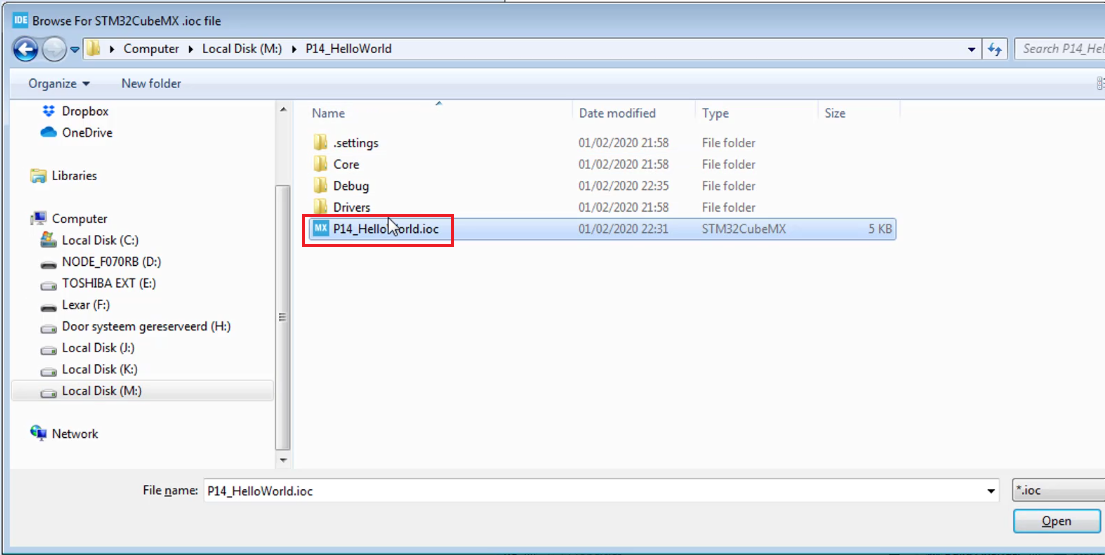 IDE Browse For STM32CubeMX .ioc file
Computer Local Disk (M:) P14_HelloWorld
Search P14_Hel
Organize New folder
Dropbox
OneDrive
Libraries
Computer
Local Disk (C:)
NODE_F070RB (D:)
TOSHIBA EXT (E:)
Lexar (F:)
Door systeem gereserveerd (H:)
Local Disk (J:)
Local Disk (K:)
Local Disk (M:)
Network
Name Date modified Type Size
.settings 01/02/2020 21:58 File folder
Core 01/02/2020 21:58 File folder
Debug 01/02/2020 22:35 File folder
Drivers 01/02/2020 21:58 File folder
MX P14_HelloWorld.ioc 01/02/2020 22:31 STM32CubeMX 5 KB
File name: P14_HelloWorld.ioc *.ioc
Open